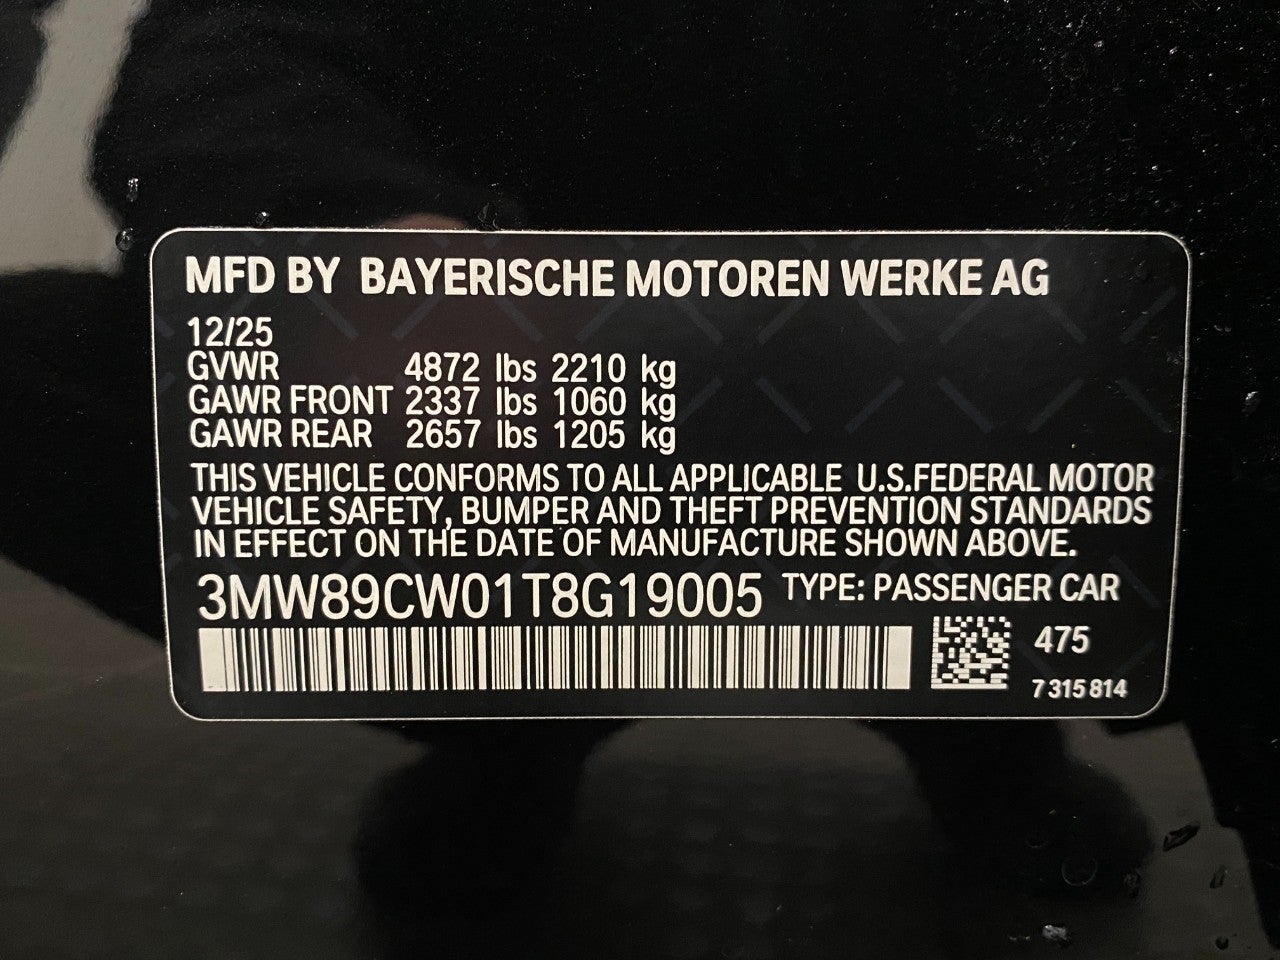 MFD BY BAYERISCHE MOTOREN WERKE AG
12/25
GVWR 4872 lbs 2210 kg
GAWR FRONT 2337 lbs 1060 kg
GAWR REAR 2657 lbs 1205 kg
THIS VEHICLE CONFORMS TO ALL APPLICABLE U.S.FEDERAL MOTOR
VEHICLE SAFETY, BUMPER AND THEFT PREVENTION STANDARDS
IN EFFECT ON THE DATE OF MANUFACTURE SHOWN ABOVE.
3MW89CW01T8G19005 TYPE: PASSENGER CAR
475
7 315 814